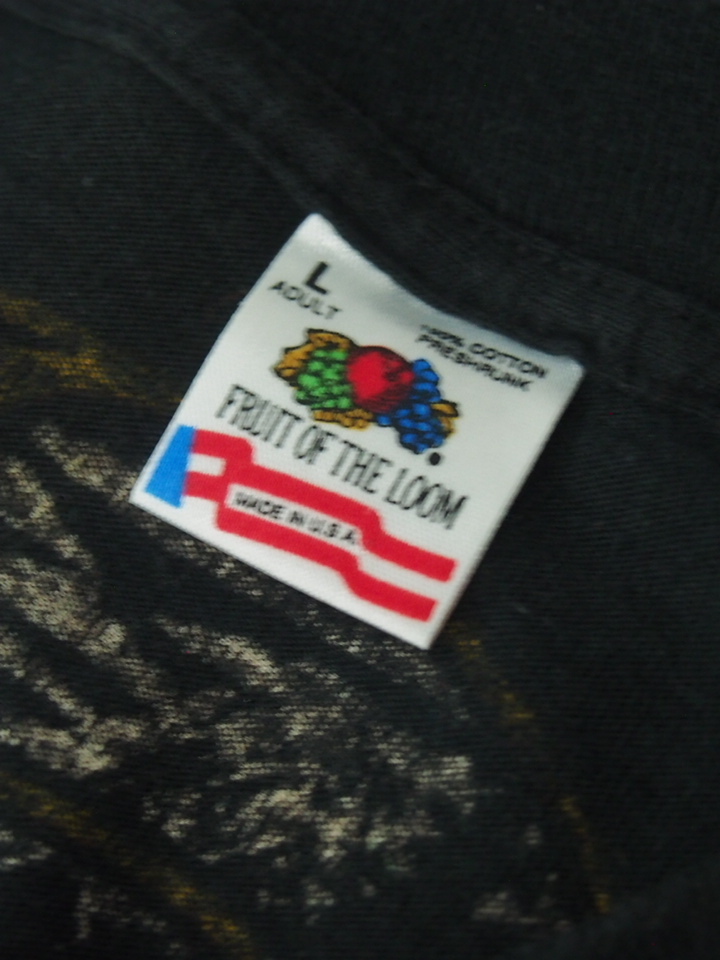 L
ADULT
100% COTTON
PRESHRUNK
FRUIT OF THE LOOM
MADE IN U.S.A.